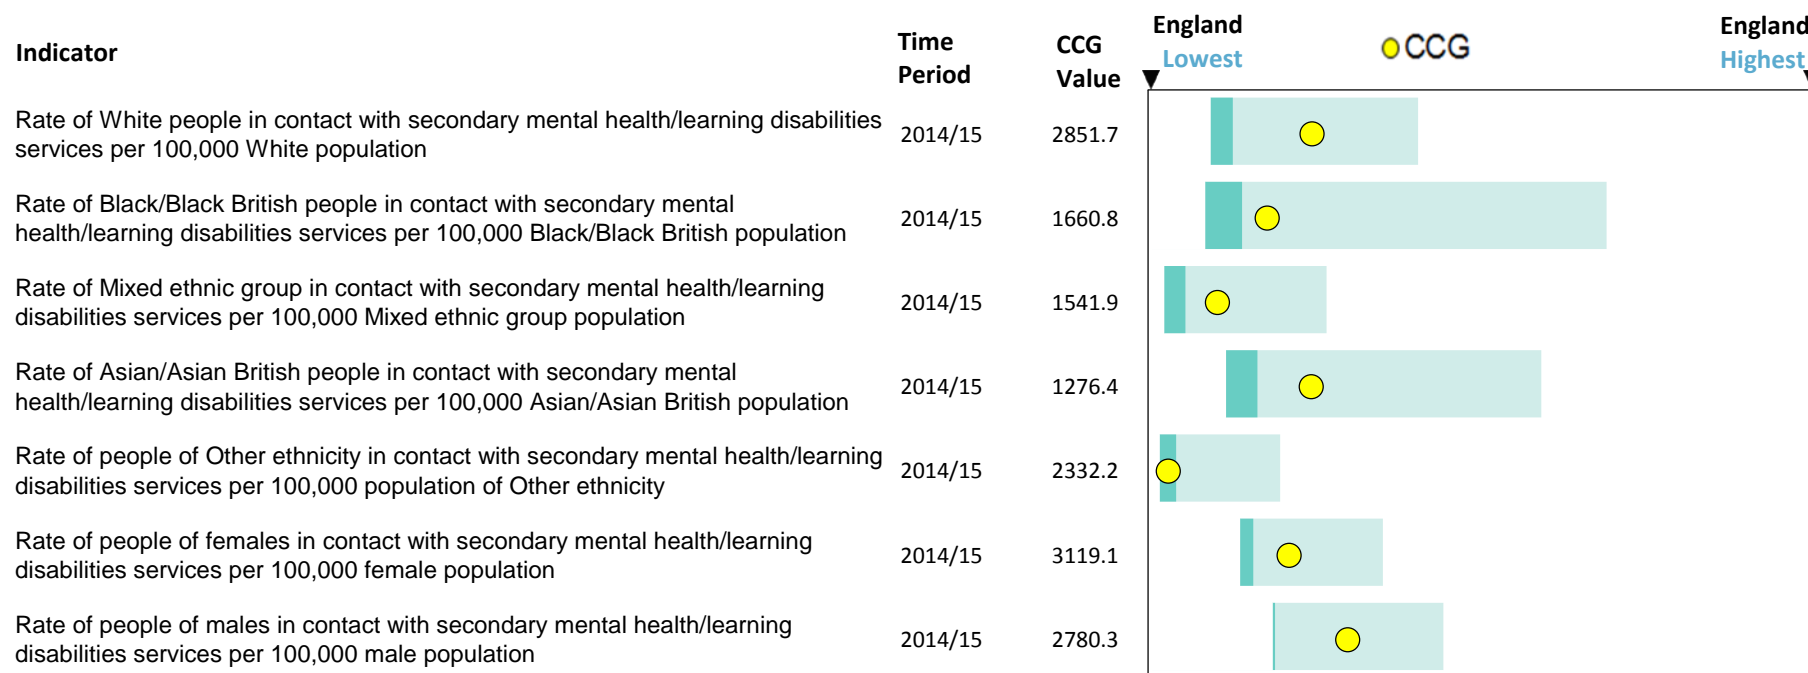 Indicator
Time Period
CCG Value
England Lowest
CCG
England Highest
Rate of White people in contact with secondary mental health/learning disabilities
services per 100,000 White population
2014/15
2851.7
Rate of Black/Black British people in contact with secondary mental
health/learning disabilities services per 100,000 Black/Black British population
2014/15
1660.8
Rate of Mixed ethnic group in contact with secondary mental health/learning
disabilities services per 100,000 Mixed ethnic group population
2014/15
1541.9
Rate of Asian/Asian British people in contact with secondary mental
health/learning disabilities services per 100,000 Asian/Asian British population
2014/15
1276.4
Rate of people of Other ethnicity in contact with secondary mental health/learning
disabilities services per 100,000 population of Other ethnicity
2014/15
2332.2
Rate of people of females in contact with secondary mental health/learning
disabilities services per 100,000 female population
2014/15
3119.1
Rate of people of males in contact with secondary mental health/learning
disabilities services per 100,000 male population
2014/15
2780.3